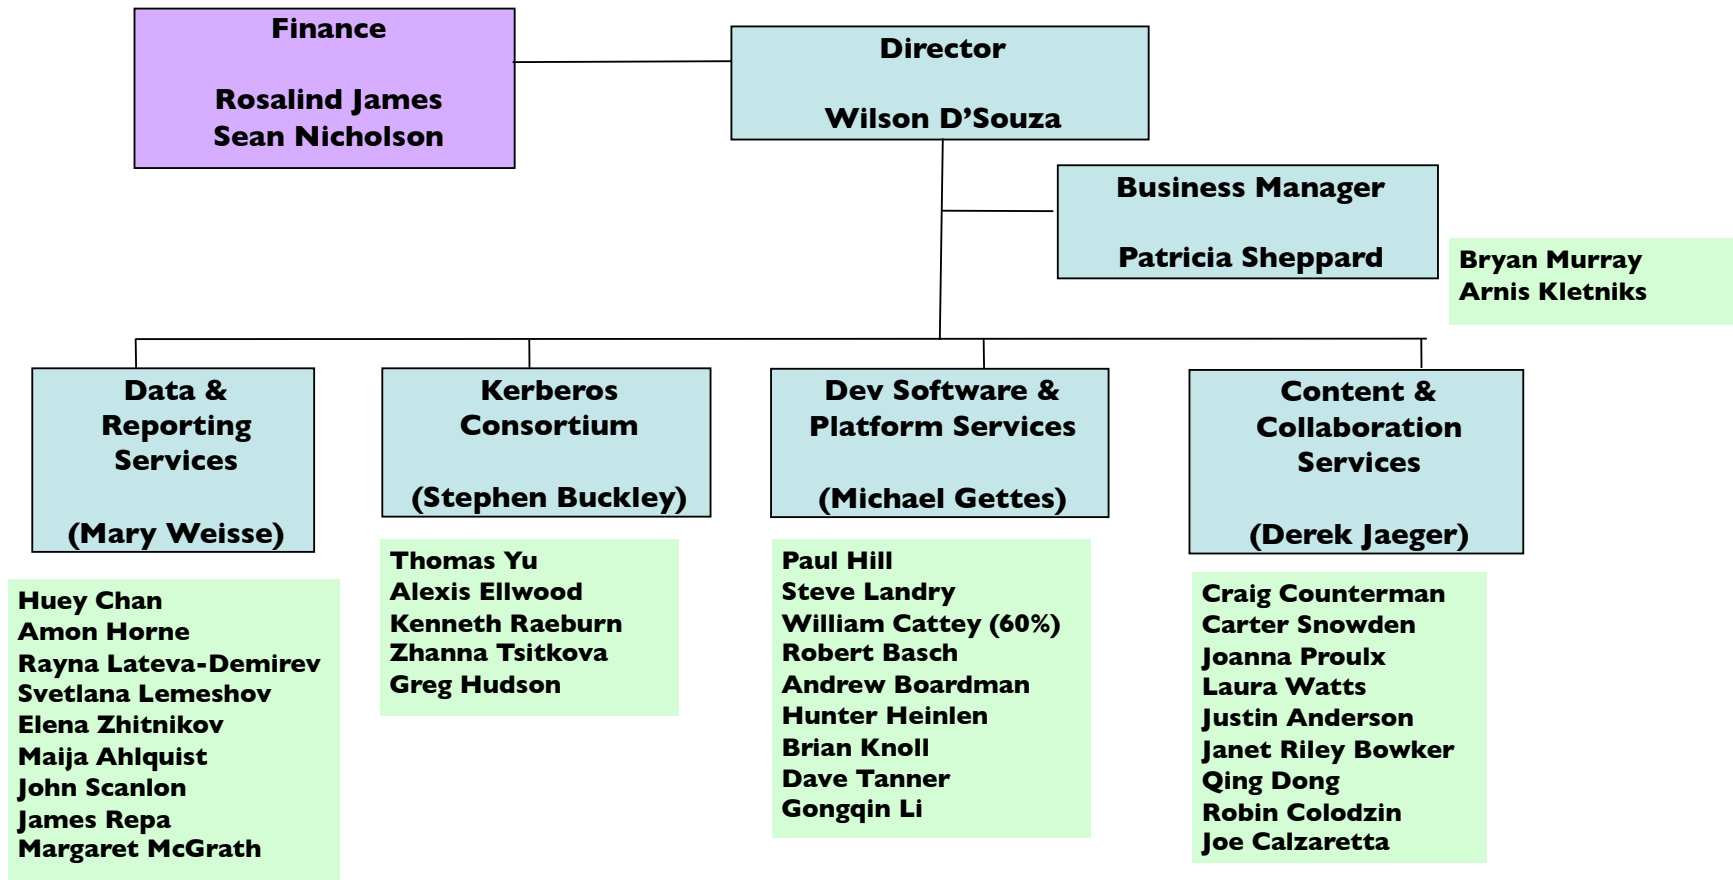 Finance
Rosalind James
Sean Nicholson
Director
Wilson D’Souza
Business Manager
Patricia Sheppard
Bryan Murray
Arnis Kletniks
Data &
Reporting
Services
(Mary Weisse)
Huey Chan
Amon Horne
Rayna Lateva-Demirev
Svetlana Lemeshov
Elena Zhitnikov
Maija Ahlquist
John Scanlon
James Repa
Margaret McGrath
Kerberos
Consortium
(Stephen Buckley)
Thomas Yu
Alexis Ellwood
Kenneth Raeburn
Zhanna Tsitkova
Greg Hudson
Dev Software &
Platform Services
(Michael Gettes)
Paul Hill
Steve Landry
William Cattey (60%)
Robert Basch
Andrew Boardman
Hunter Heinlen
Brian Knoll
Dave Tanner
Gongqin Li
Content &
Collaboration
Services
(Derek Jaeger)
Craig Counterman
Carter Snowden
Joanna Proulx
Laura Watts
Justin Anderson
Janet Riley Bowker
Qing Dong
Robin Colodzin
Joe Calzaretta